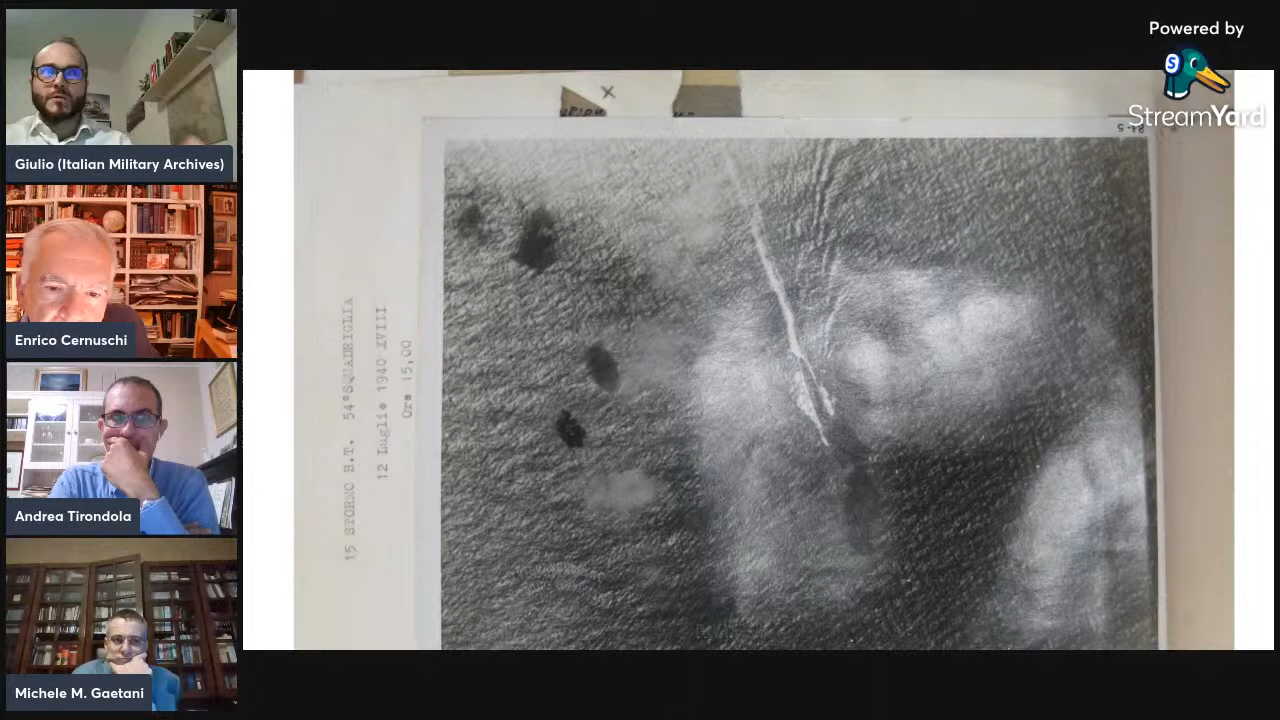 Powered by
StreamYard
Giulio (Italian Military Archives)
Enrico Cernuschi
Andrea Tirondola
Michele M. Gaetani
15 STORMO B.T. 54°SQUADRIGLIA
12 Luglio 1940 XVIII
Ore 15,00